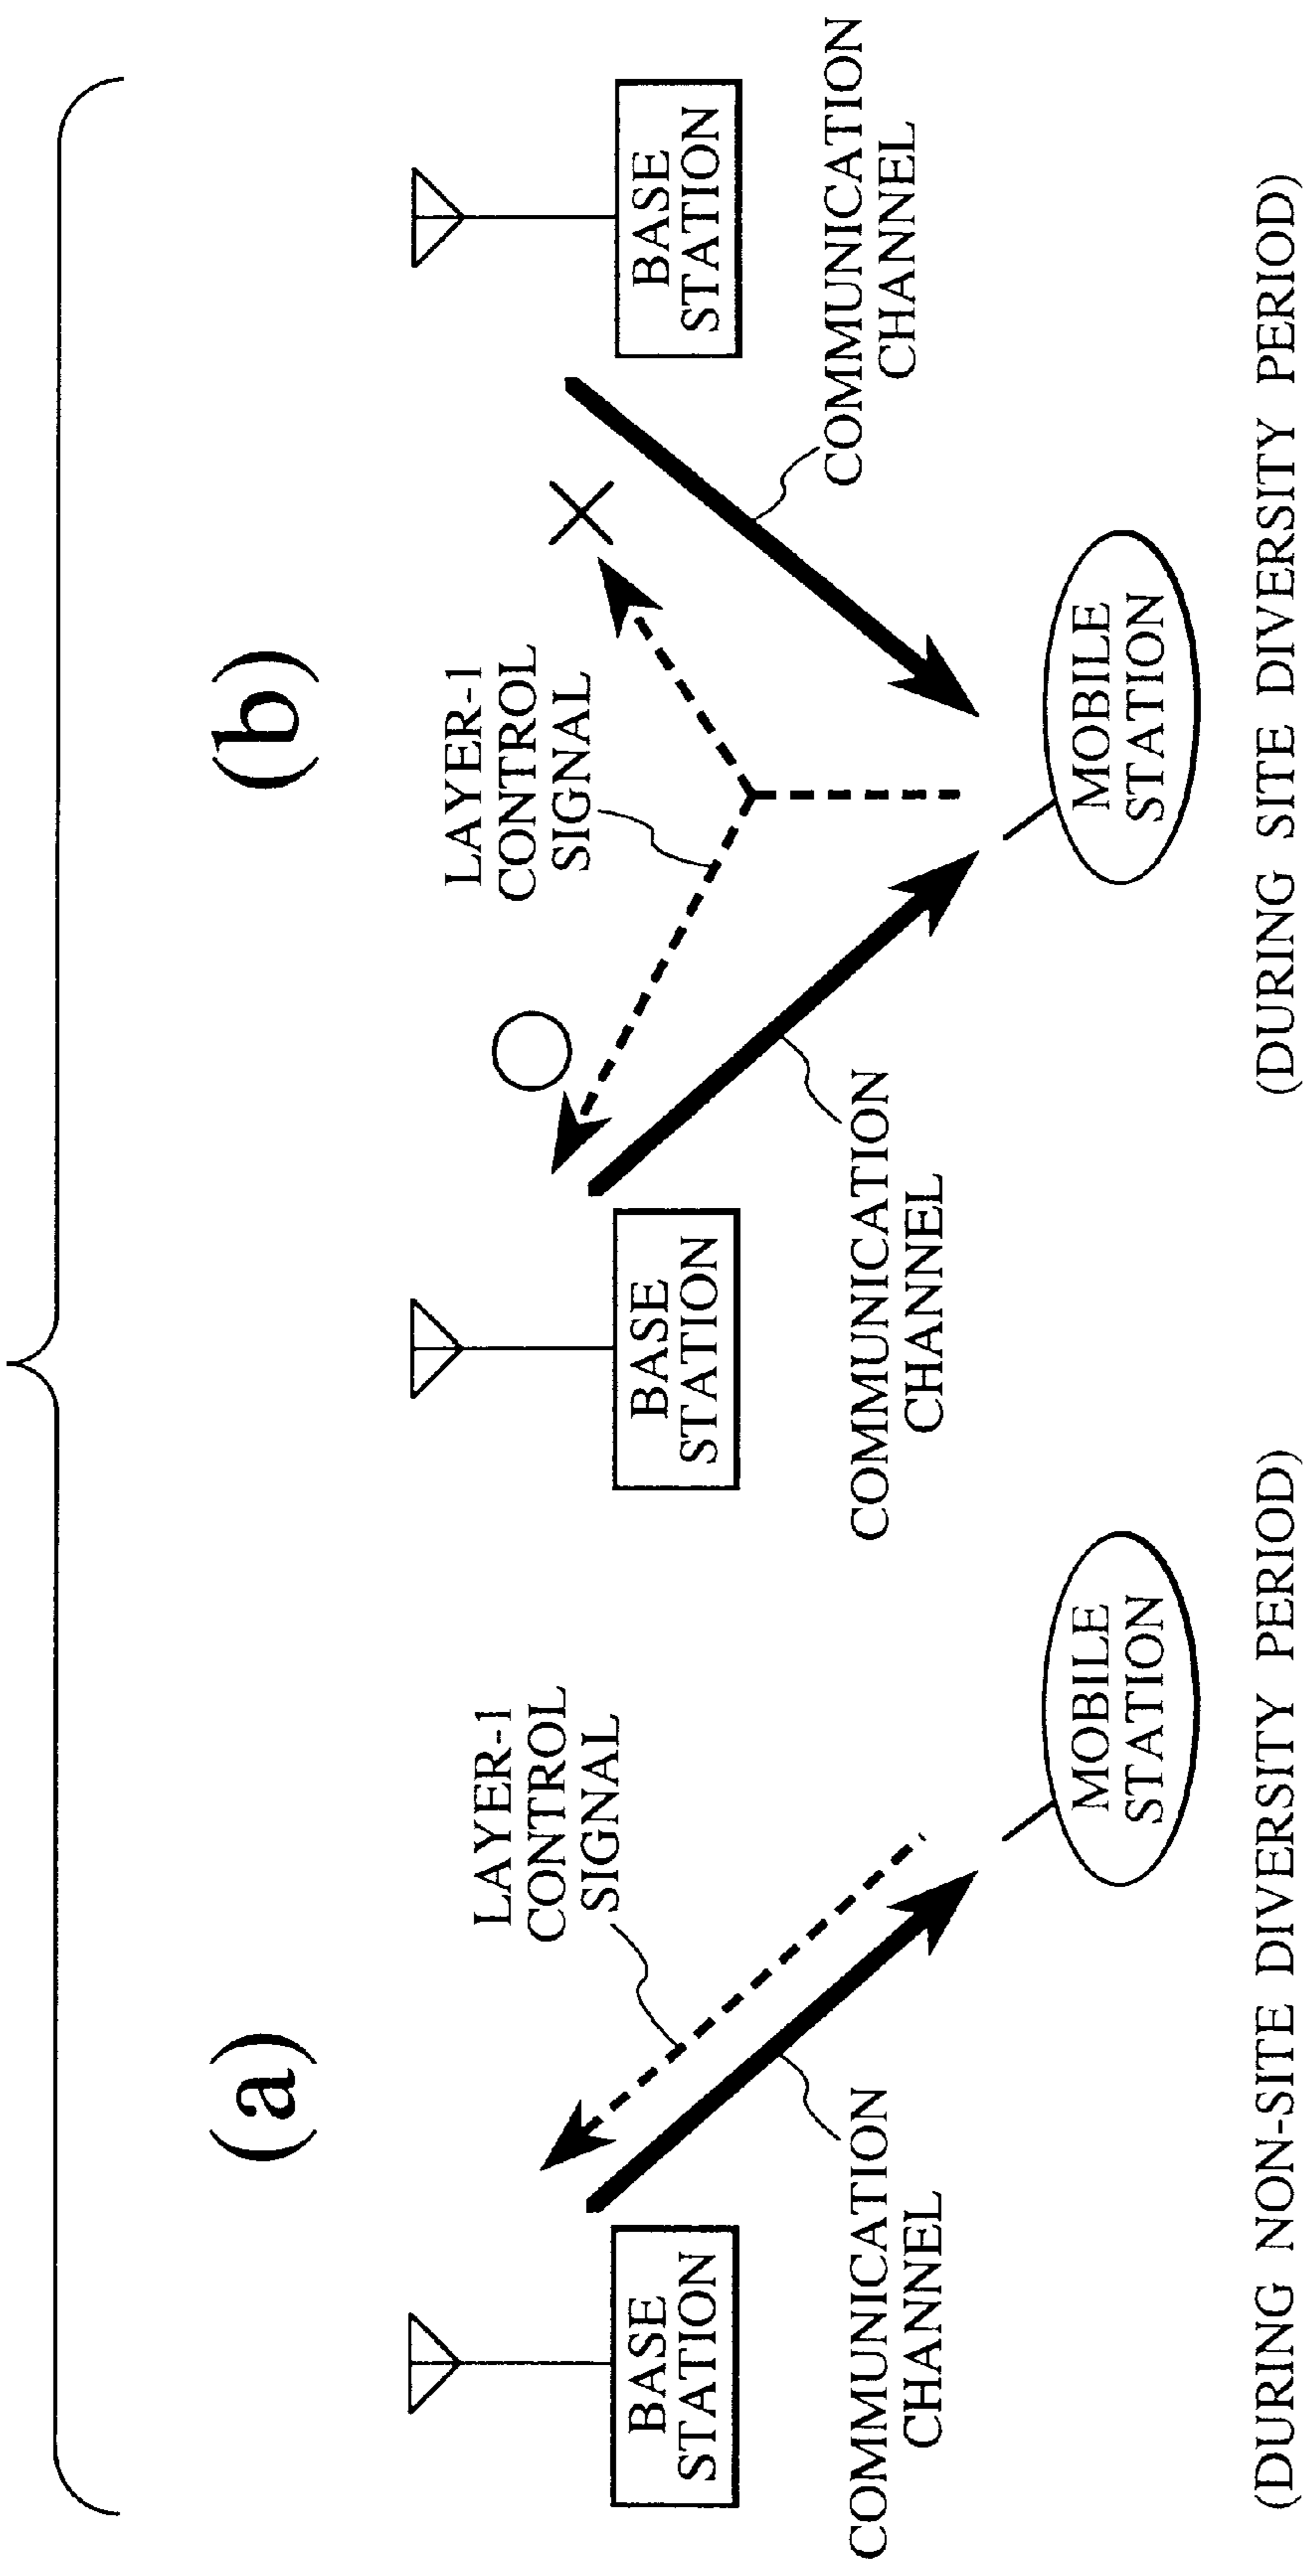 (a)
LAYER-1
CONTROL
SIGNAL
BASE
STATION
COMMUNICATION
CHANNEL
MOBILE
STATION
(DURING NON-SITE DIVERSITY PERIOD)
(b)
LAYER-1
CONTROL
SIGNAL
BASE
STATION
BASE
STATION
COMMUNICATION
CHANNEL
COMMUNICATION
CHANNEL
MOBILE
STATION
(DURING SITE DIVERSITY PERIOD)